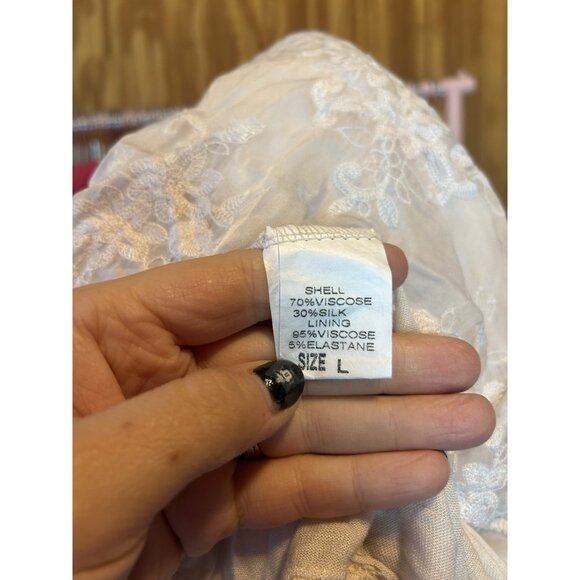 SHELL
70%VISCOSE
30%SILK
LINING
95%VISCOSE
5%ELASTANE
SIZE L